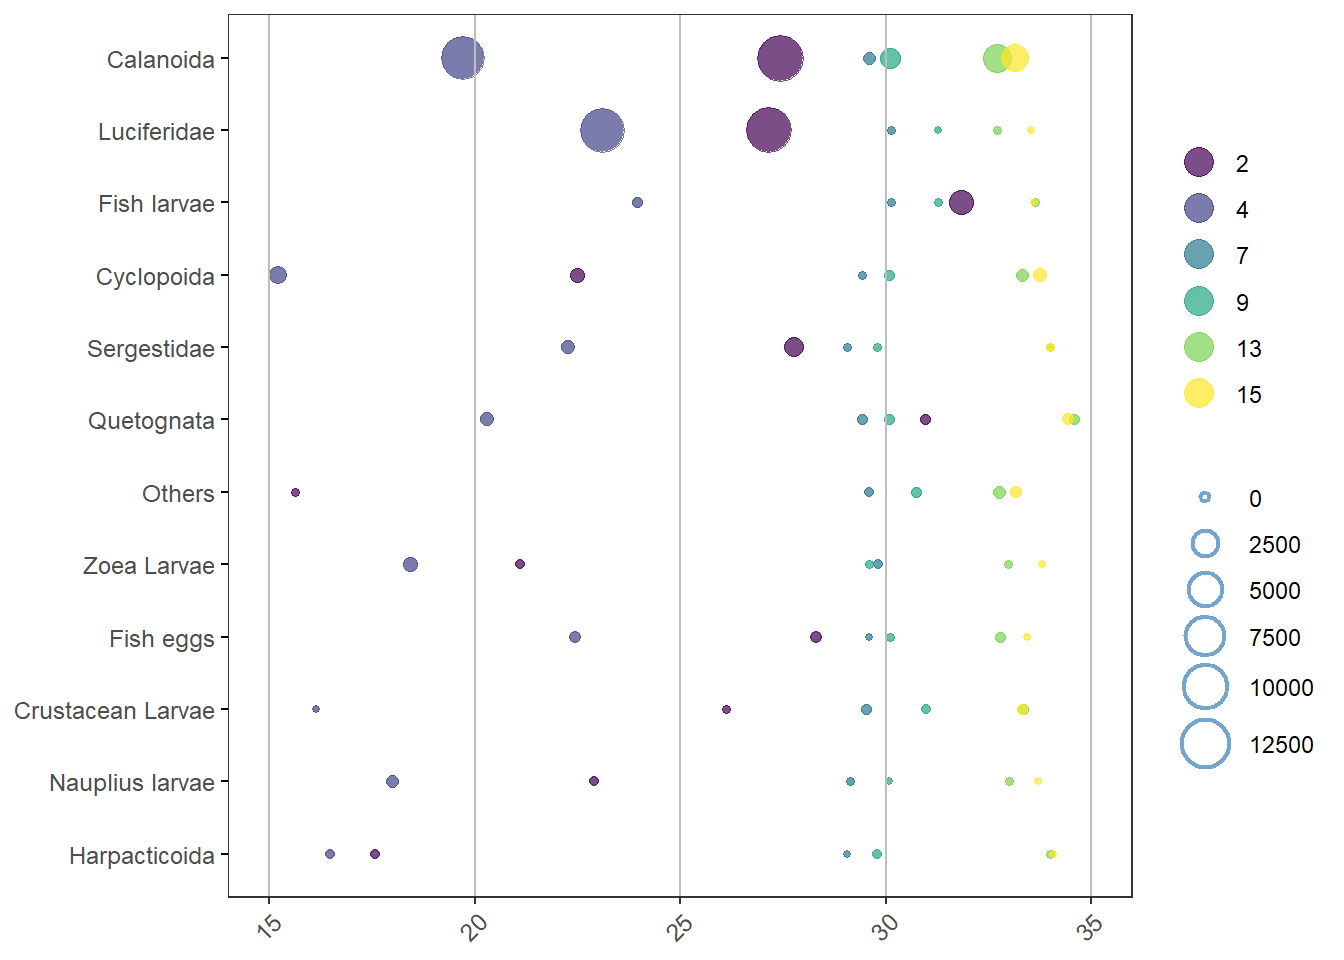 Calanoida
Luciferidae
Fish larvae
Cyclopoida
Sergestidae
Quetognata
Others
Zoea Larvae
Fish eggs
Crustacean Larvae
Nauplius larvae
Harpacticoida
15
20
25
30
35
2
4
7
9
13
15
0
2500
5000
7500
10000
12500